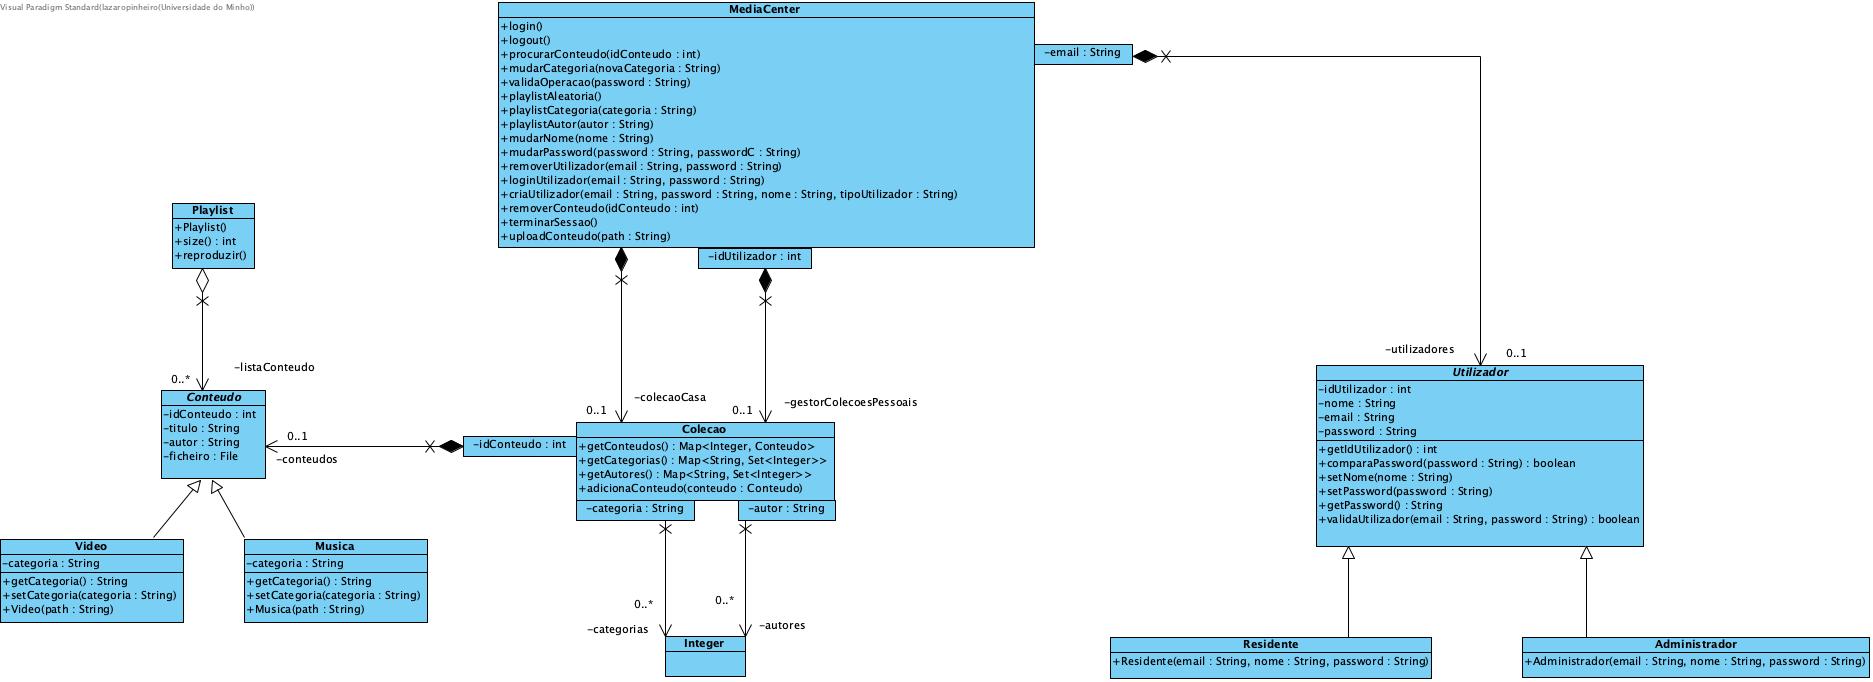 Visual Paradigm Standard(lazaropinheiro(Universidade do Minho))
MediaCenter
+login()
+logout()
+procurarConteudo(idConteudo : int)
+mudarCategoria(novaCategoria : String)
+validaOperacao(password : String)
+playlistAleatoria()
+playlistCategoria(categoria : String)
+playlistAutor(autor : String)
+mudarNome(nome : String)
+mudarPassword(password : String, passwordC : String)
+removerUtilizador(email : String, password : String)
+loginUtilizador(email : String, password : String)
+criaUtilizador(email : String, password : String, nome : String, tipoUtilizador : String)
+removerConteudo(idConteudo : int)
+terminarSessao()
+uploadConteudo(path : String)
-email : String
-idUtilizador : int
Playlist
+Playlist()
+size() : int
+reproduzir()
-listaConteudo
0..*
-colecaoCasa
0..1
-gestorColecoesPessoais
0..1
-utilizadores
0..1
Conteudo
-idConteudo : int
-titulo : String
-autor : String
-ficheiro : File
0..1
-conteudos
-idConteudo : int
Colecao
+getConteudos() : Map<Integer, Conteudo>
+getCategorias() : Map<String, Set<Integer>>
+getAutores() : Map<String, Set<Integer>>
+adicionaConteudo(conteudo : Conteudo)
-categoria : String
-autor : String
Utilizador
-idUtilizador : int
-nome : String
-email : String
-password : String
+getIdUtilizador() : int
+comparaPassword(password : String) : boolean
+setNome(nome : String)
+setPassword(password : String)
+getPassword() : String
+validaUtilizador(email : String, password : String) : boolean
Video
-categoria : String
+getCategoria() : String
+setCategoria(categoria : String)
+Video(path : String)
Musica
-categoria : String
+getCategoria() : String
+setCategoria(categoria : String)
+Musica(path : String)
0..*
-categorias
0..*
-autores
Integer
Residente
+Residente(email : String, nome : String, password : String)
Administrador
+Administrador(email : String, nome : String, password : String)